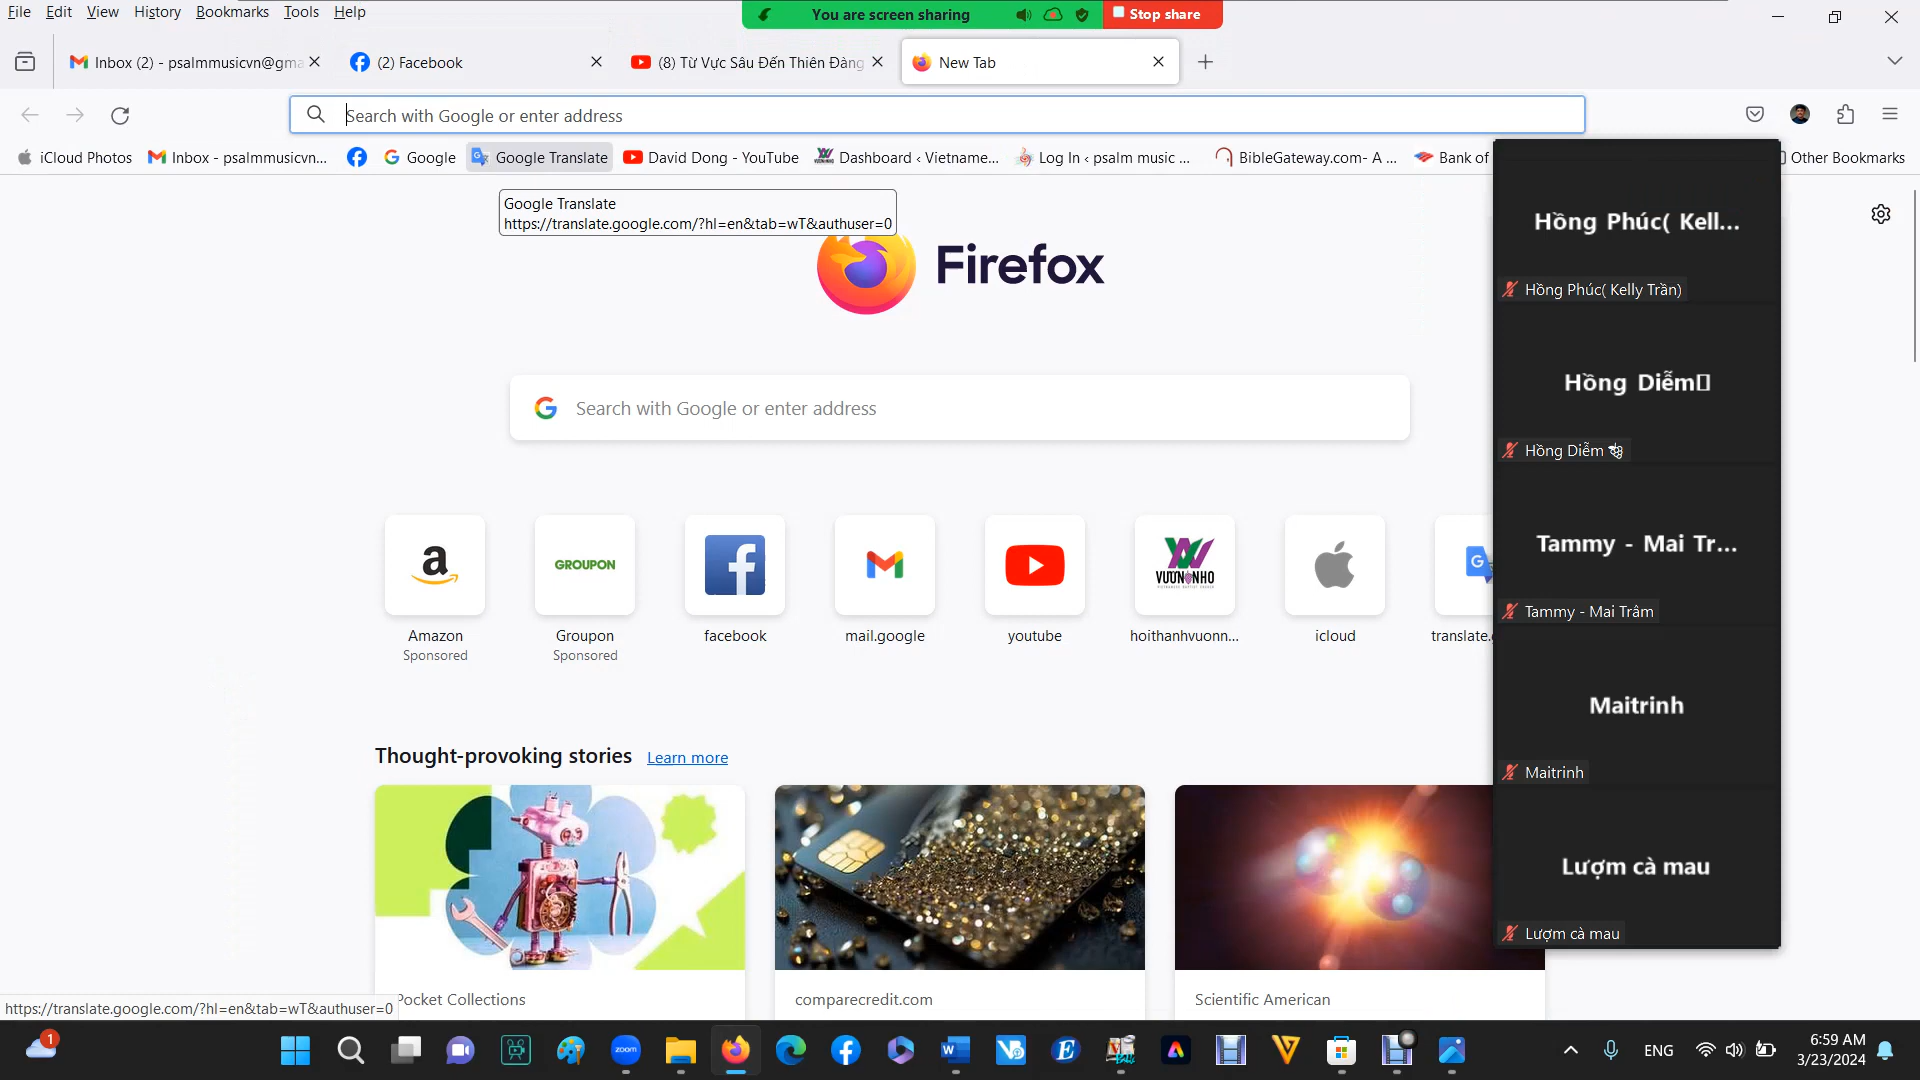 File Edit View History Bookmarks Tools Help
You are screen sharing
Stop share
Inbox (2) - psalmmusicvn@gma
(2) Facebook
(8) Từ Vực Sâu Đến Thiên Đàng
New Tab
Search with Google or enter address
iCloud Photos
Inbox - psalmmusicvn...
Google
Google Translate
David Dong - YouTube
Dashboard ‹ Vietname...
Log In ‹ psalm music ...
BibleGateway.com- A ...
Bank of
Other Bookmarks
Google Translate
https://translate.google.com/?hl=en&tab=wT&authuser=0
Firefox
Search with Google or enter address
GROUPON
VƯỜN NHO
Amazon
Sponsored
Groupon
Sponsored
facebook
mail.google
youtube
hoithanhvuonn...
icloud
translate.
Thought-provoking stories Learn more
Pocket Collections
comparecredit.com
Scientific American
Hồng Phúc( Kell...
Hồng Phúc( Kelly Trần)
Hồng Diễm
Hồng Diễm
Tammy - Mai Tr...
Tammy - Mai Trâm
Maitrinh
Maitrinh
Lượm cà mau
Lượm cà mau
https://translate.google.com/?hl=en&tab=wT&authuser=0
1
zoom
ENG
6:59 AM
3/23/2024